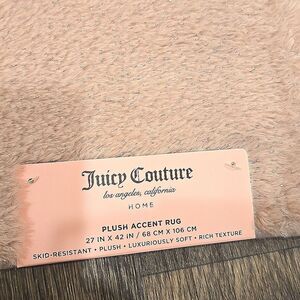 Juicy Couture
los angeles, california
HOME
PLUSH ACCENT RUG
27 IN X 42 IN / 68 CM X 106 CM
SKID-RESISTANT • PLUSH • LUXURIOUSLY SOFT • RICH TEXTURE